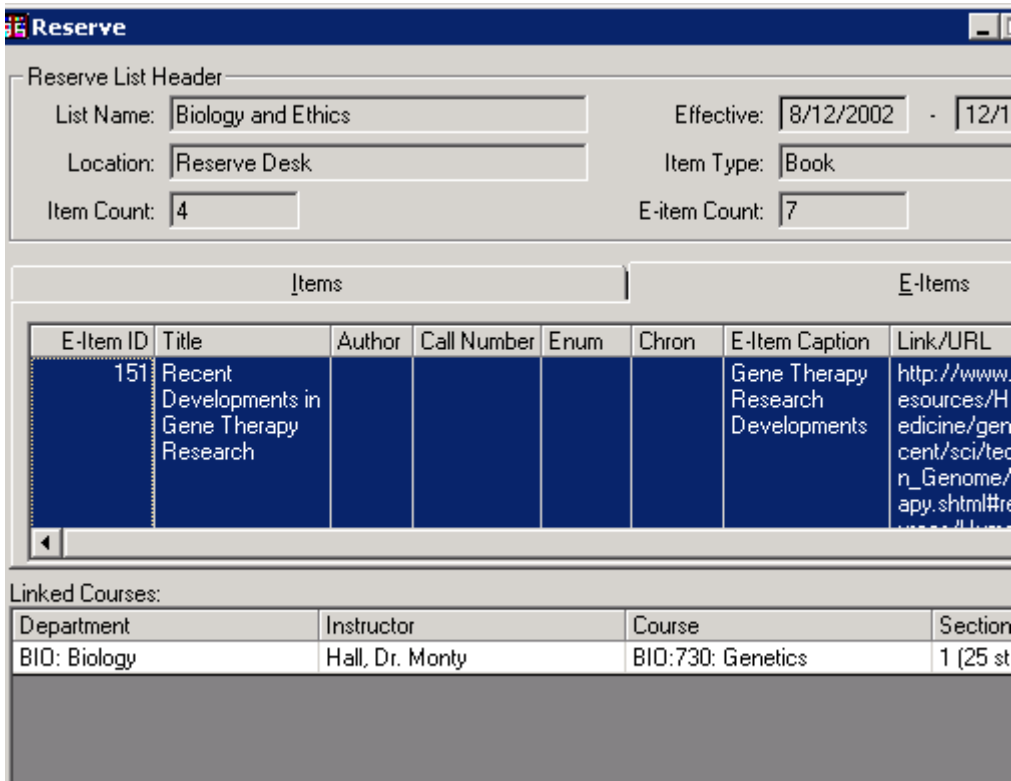 Reserve
Reserve List Header
List Name: Biology and Ethics Effective: 8/12/2002 - 12/1
Location: Reserve Desk Item Type: Book
Item Count: 4 E-item Count: 7
Items E-Items
E-Item ID Title Author Call Number Enum Chron E-Item Caption Link/URL
151 Recent Gene Therapy http://www.
Developments in Research esources/H
Gene Therapy Developments edicine/gen
Research cent/sci/tec
n_Genome/
apy.shtml#re
Linked Courses:
Department Instructor Course Section
BIO: Biology Hall, Dr. Monty BIO:730: Genetics 1 (25 st